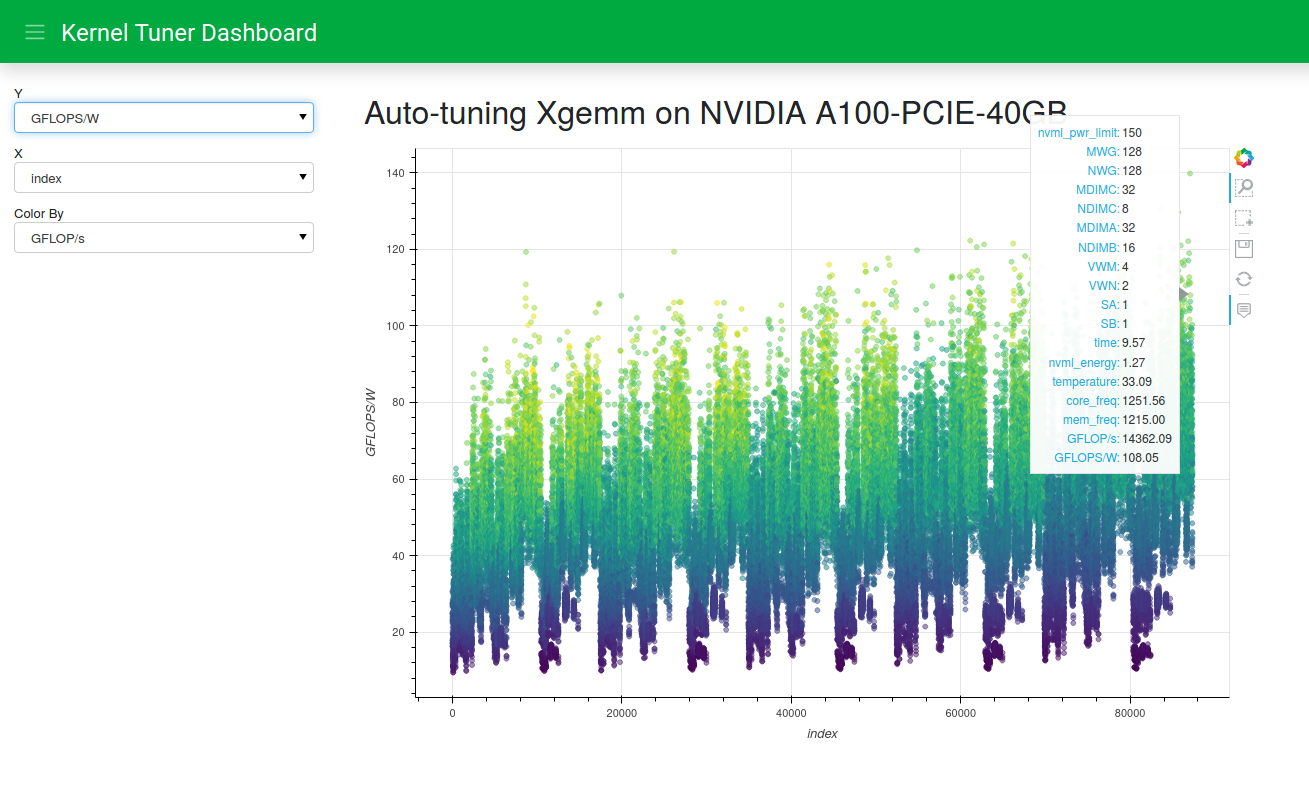 Kernel Tuner Dashboard
Y
GFLOPS/W
X
index
Color By
GFLOP/s
Auto-tuning Xgemm on NVIDIA A100-PCIE-40GB
nvml_pwr_limit: 150
MWG: 128
NWG: 128
MDIMC: 32
NDIMC: 8
MDIMA: 32
NDIMB: 16
VWM: 4
VWN: 2
SA: 1
SB: 1
time: 9.57
nvml_energy: 1.27
temperature: 33.09
core_freq: 1251.56
mem_freq: 1215.00
GFLOP/s: 14362.09
GFLOPS/W: 108.05
GFLOPS/W
140
120
100
80
60
40
20
0 20000 40000 60000 80000
index